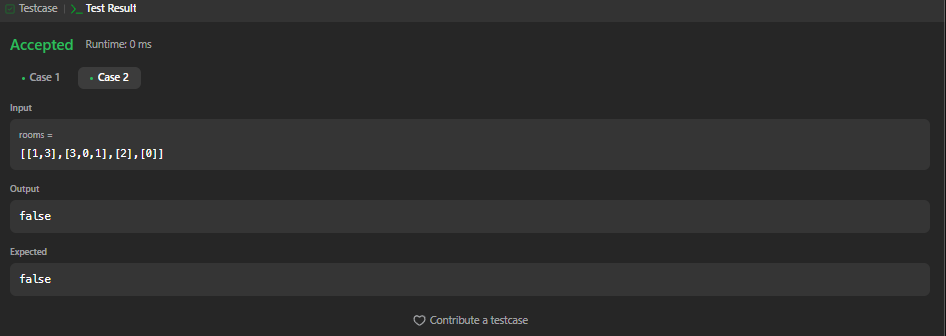 Testcase | >_ Test Result
Accepted Runtime: 0 ms
• Case 1 • Case 2
Input
rooms =
[[1,3],[3,0,1],[2],[0]]
Output
false
Expected
false
Contribute a testcase